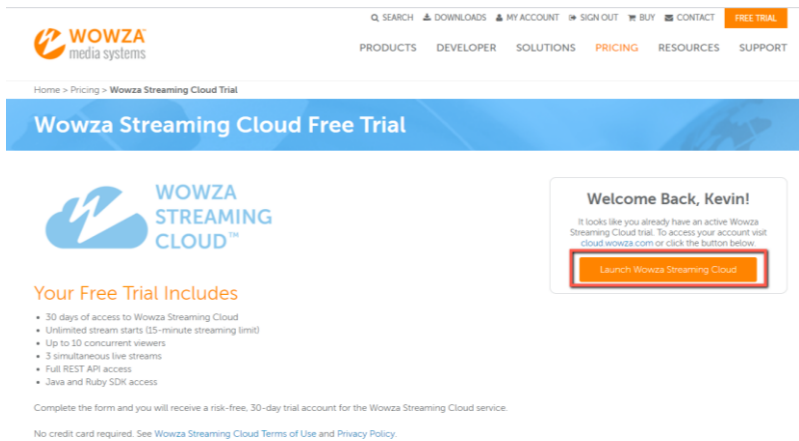 SEARCH DOWNLOADS MY ACCOUNT SIGN OUT BUY CONTACT FREE TRIAL
WOWZA
media systems
PRODUCTS DEVELOPER SOLUTIONS PRICING RESOURCES SUPPORT
Home > Pricing > Wowza Streaming Cloud Trial
Wowza Streaming Cloud Free Trial
WOWZA
STREAMING
CLOUD™
Welcome Back, Kevin!
It looks like you already have an active Wowza
Streaming Cloud trial. To access your account visit
cloud.wowza.com or click the button below.
Launch Wowza Streaming Cloud
Your Free Trial Includes
• 30 days of access to Wowza Streaming Cloud
• Unlimited stream starts (15-minute streaming limit)
• Up to 10 concurrent viewers
• 3 simultaneous live streams
• Full REST API access
• Java and Ruby SDK access
Complete the form and you will receive a risk-free, 30-day trial account for the Wowza Streaming Cloud service.
No credit card required. See Wowza Streaming Cloud Terms of Use and Privacy Policy.